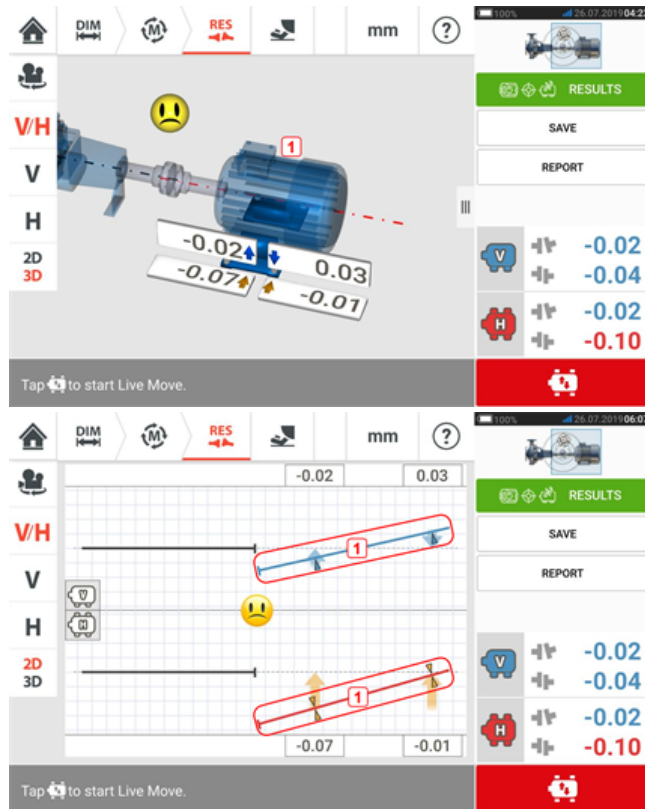 DIM
M
RES
mm
?
100% 26.07.2019 04:2
V/H
V
H
2D
3D
1
-0.02
0.03
-0.07
-0.01
Tap to start Live Move.
RESULTS
SAVE
REPORT
V
-0.02
-0.04
H
-0.02
-0.10
DIM
M
RES
mm
?
100% 26.07.2019 06:0
V/H
V
H
2D
3D
-0.02
0.03
1
V
H
1
-0.07
-0.01
Tap to start Live Move.
RESULTS
SAVE
REPORT
V
-0.02
-0.04
H
-0.02
-0.10